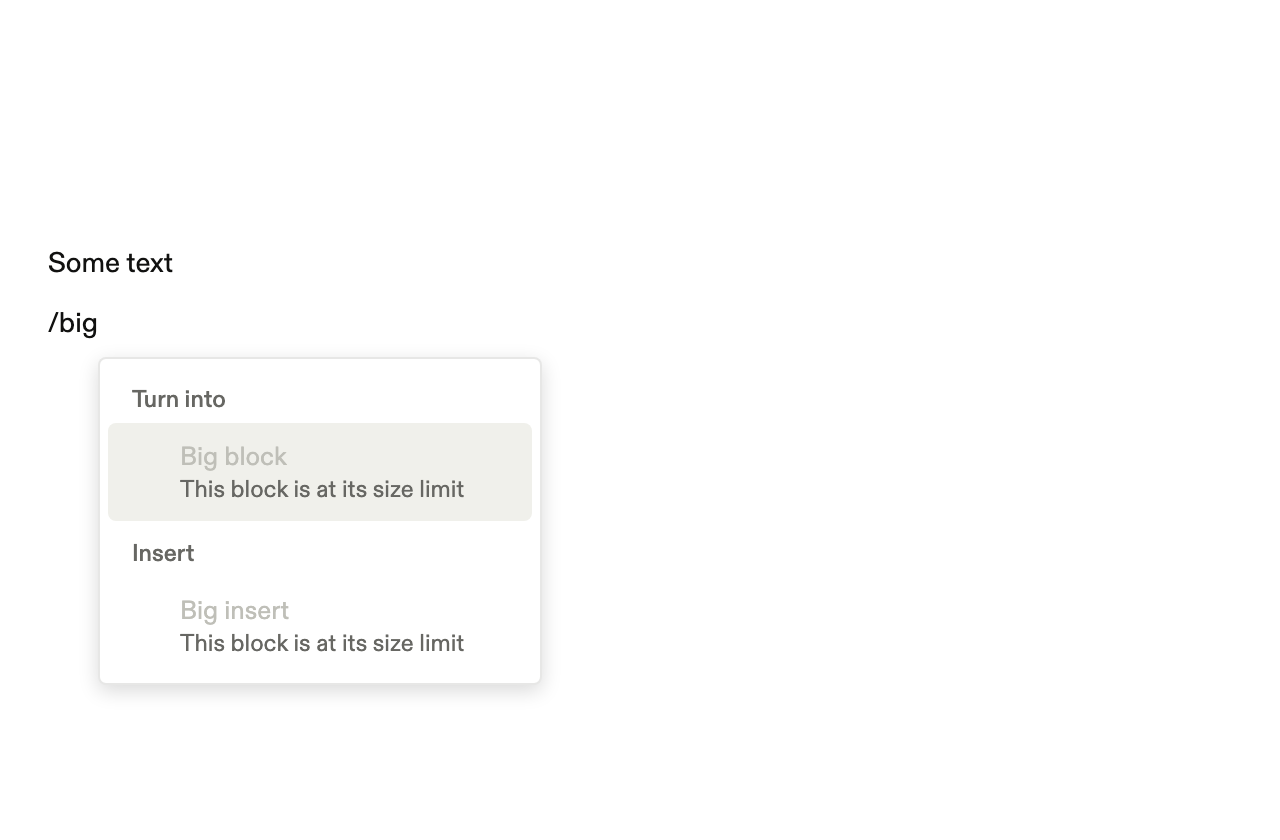 Some text
/big
Turn into
Big block
This block is at its size limit
Insert
Big insert
This block is at its size limit